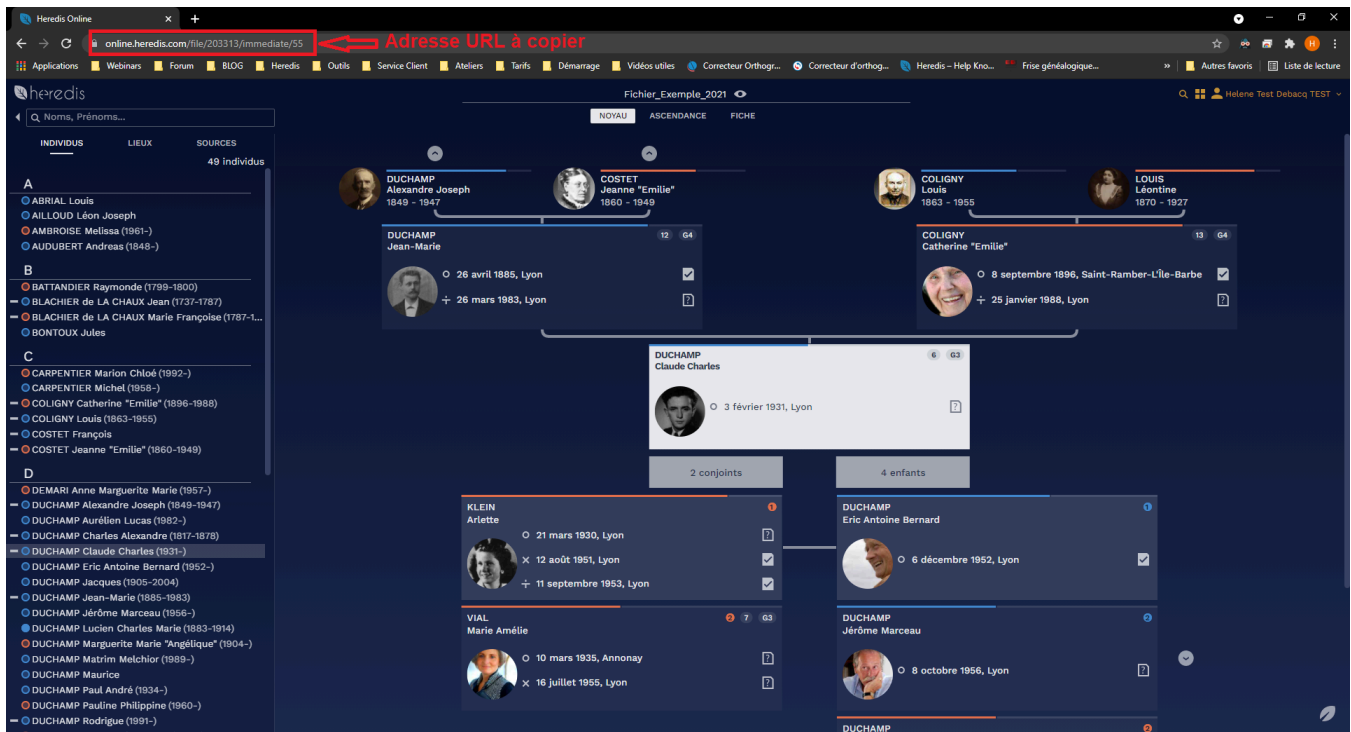 Heredis Online
online.heredis.com/file/203313/immediate/55
Adresse URL à copier
Applications Webinars Forum BLOG Heredis Outils Service Client Ateliers Tarifs Démarrage Vidéos utiles Correcteur Orthogr... Correcteur d'orthog... Heredis – Help Kno... Frise généalogique... » Autres favoris Liste de lecture
heredis
Fichier_Exemple_2021
Helene Test Debacq TEST
Noms, Prénoms...
NOYAU ASCENDANCE FICHE
INDIVIDUS LIEUX SOURCES
49 individus
A
ABRIAL Louis
AILLOUD Léon Joseph
AMBROISE Melissa (1961-)
AUDUBERT Andreas (1848-)
B
BATTANDIER Raymonde (1799-1800)
BLACHIER de LA CHAUX Jean (1737-1787)
BLACHIER de LA CHAUX Marie Françoise (1787-1...
BONTOUX Jules
C
CARPENTIER Marion Chloé (1992-)
CARPENTIER Michel (1958-)
COLIGNY Catherine "Emilie" (1896-1988)
COLIGNY Louis (1863-1955)
COSTET François
COSTET Jeanne "Emilie" (1860-1949)
D
DEMARI Anne Marguerite Marie (1957-)
DUCHAMP Alexandre Joseph (1849-1947)
DUCHAMP Aurélien Lucas (1982-)
DUCHAMP Charles Alexandre (1817-1878)
DUCHAMP Claude Charles (1931-)
DUCHAMP Eric Antoine Bernard (1952-)
DUCHAMP Jacques (1905-2004)
DUCHAMP Jean-Marie (1885-1983)
DUCHAMP Jérôme Marceau (1956-)
DUCHAMP Lucien Charles Marie (1883-1914)
DUCHAMP Marguerite Marie "Angélique" (1904-)
DUCHAMP Matrim Melchior (1989-)
DUCHAMP Maurice
DUCHAMP Paul André (1934-)
DUCHAMP Pauline Philippine (1960-)
DUCHAMP Rodrigue (1991-)
DUCHAMP
Alexandre Joseph
1849 - 1947
COSTET
Jeanne "Emilie"
1860 - 1949
COLIGNY
Louis
1863 - 1955
LOUIS
Léontine
1870 - 1927
DUCHAMP 12 G4
Jean-Marie
26 avril 1885, Lyon
26 mars 1983, Lyon
COLIGNY 13 G4
Catherine "Emilie"
8 septembre 1896, Saint-Ramber-L'Île-Barbe
25 janvier 1988, Lyon
DUCHAMP 6 G3
Claude Charles
3 février 1931, Lyon
2 conjoints
4 enfants
KLEIN 1
Arlette
21 mars 1930, Lyon
12 août 1951, Lyon
11 septembre 1953, Lyon
DUCHAMP 1
Eric Antoine Bernard
6 décembre 1952, Lyon
VIAL 2 7 G3
Marie Amélie
10 mars 1935, Annonay
16 juillet 1955, Lyon
DUCHAMP 2
Jérôme Marceau
8 octobre 1956, Lyon
DUCHAMP 2